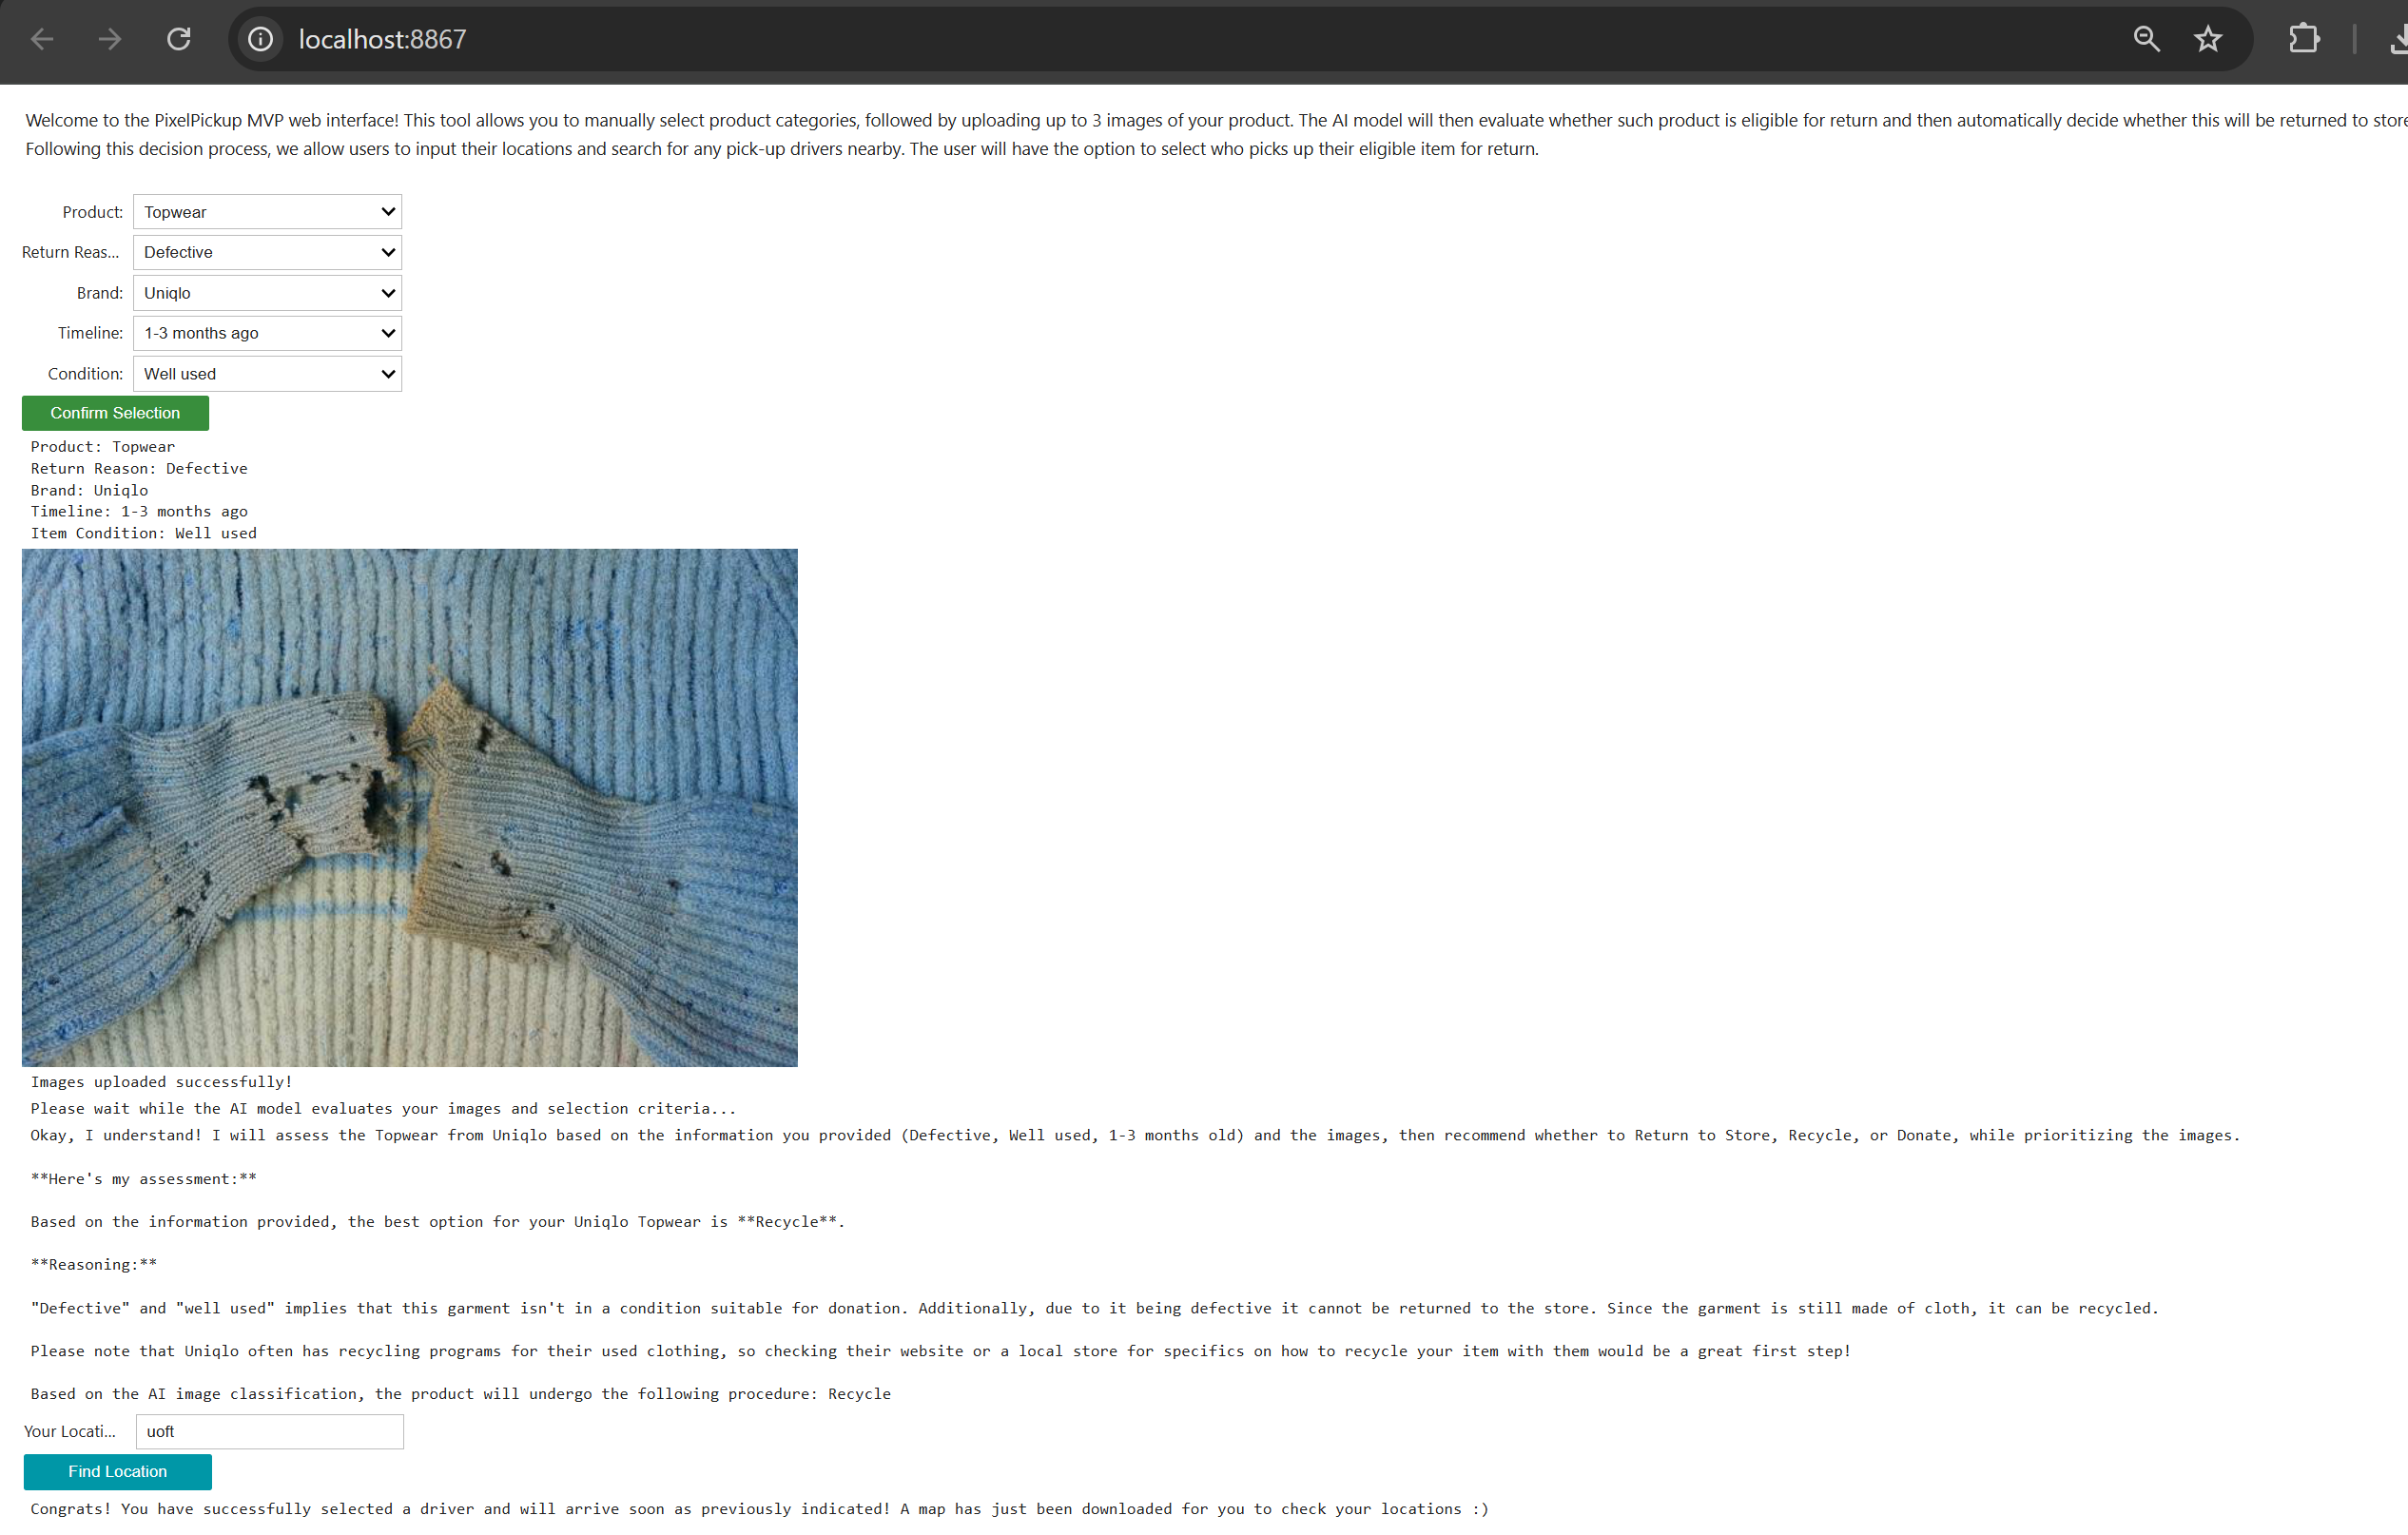 localhost:8867
Welcome to the PixelPickup MVP web interface! This tool allows you to manually select product categories, followed by uploading up to 3 images of your product. The AI model will then evaluate whether such product is eligible for return and then automatically decide whether this will be returned to store
Following this decision process, we allow users to input their locations and search for any pick-up drivers nearby. The user will have the option to select who picks up their eligible item for return.
Product: Topwear
Return Reas... Defective
Brand: Uniqlo
Timeline: 1-3 months ago
Condition: Well used
Confirm Selection
Product: Topwear
Return Reason: Defective
Brand: Uniqlo
Timeline: 1-3 months ago
Item Condition: Well used
Images uploaded successfully!
Please wait while the AI model evaluates your images and selection criteria...
Okay, I understand! I will assess the Topwear from Uniqlo based on the information you provided (Defective, Well used, 1-3 months old) and the images, then recommend whether to Return to Store, Recycle, or Donate, while prioritizing the images.
**Here's my assessment:**
Based on the information provided, the best option for your Uniqlo Topwear is **Recycle**.
**Reasoning:**
"Defective" and "well used" implies that this garment isn't in a condition suitable for donation. Additionally, due to it being defective it cannot be returned to the store. Since the garment is still made of cloth, it can be recycled.
Please note that Uniqlo often has recycling programs for their used clothing, so checking their website or a local store for specifics on how to recycle your item with them would be a great first step!
Based on the AI image classification, the product will undergo the following procedure: Recycle
Your Locati... uoft
Find Location
Congrats! You have successfully selected a driver and will arrive soon as previously indicated! A map has just been downloaded for you to check your locations :)